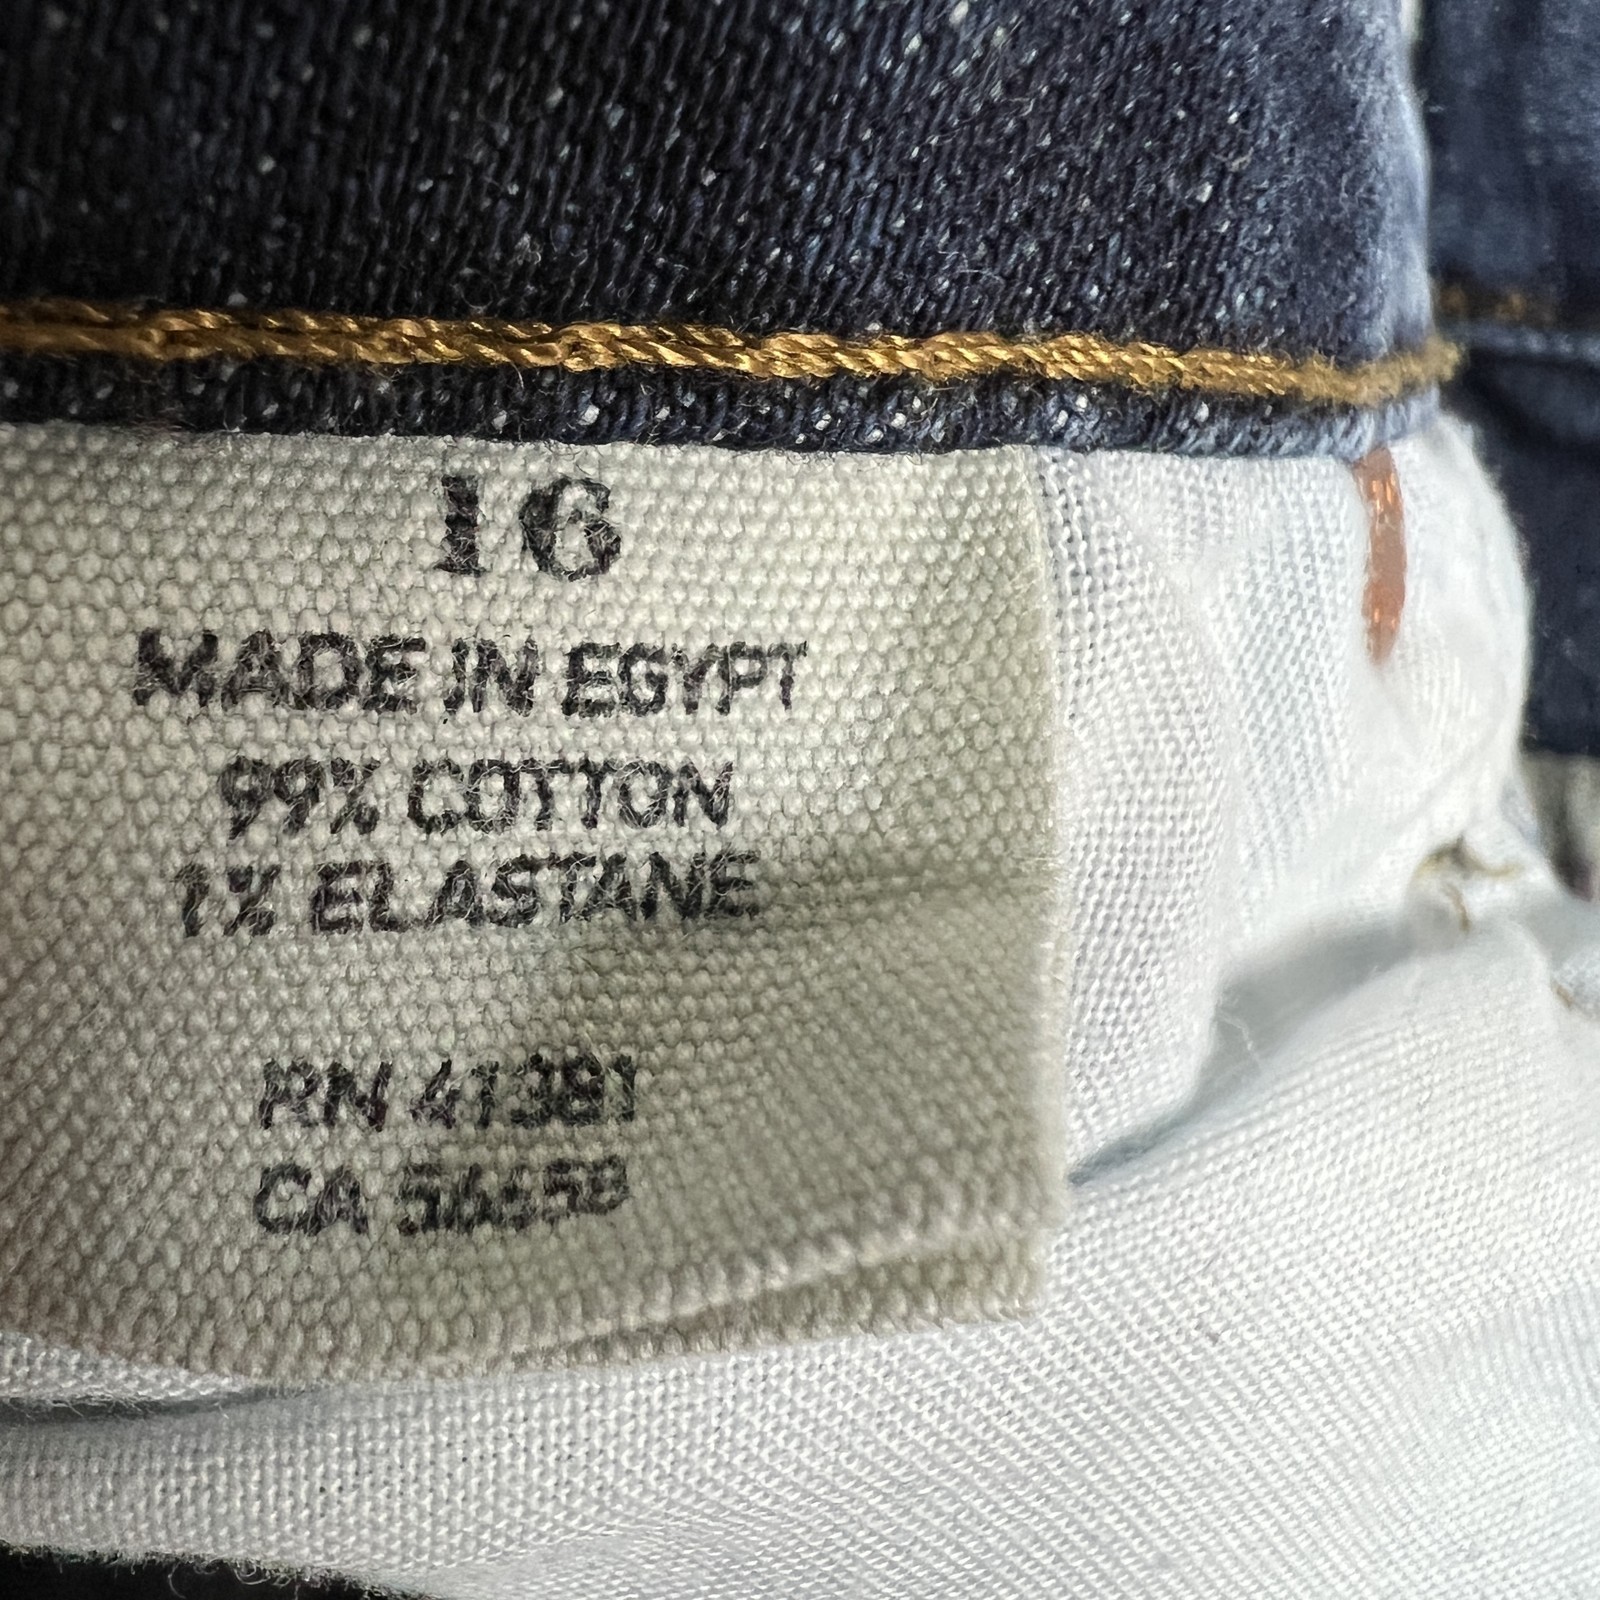 16
MADE IN EGYPT
99% COTTON
1% ELASTANE
RN 41381
CA 56658